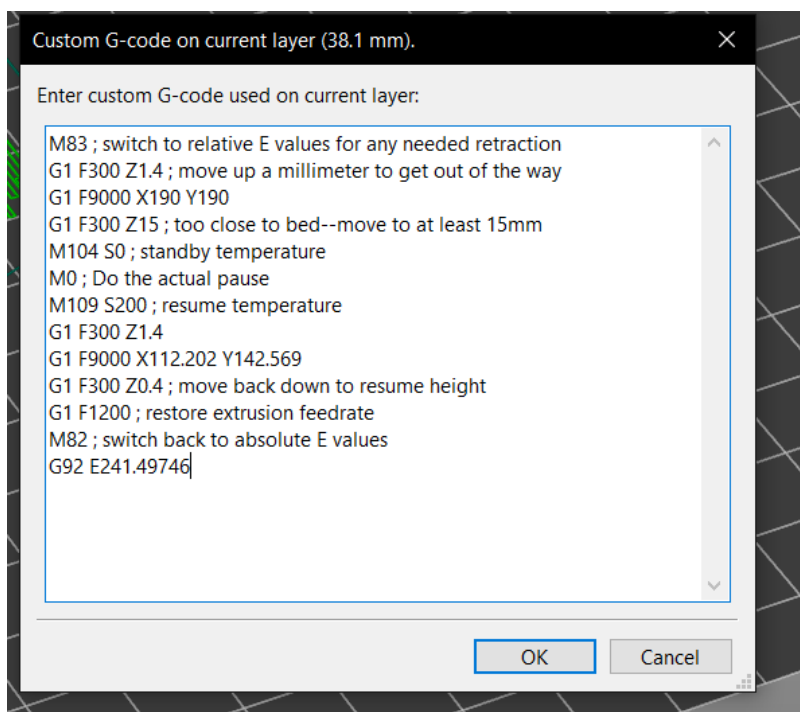 Custom G-code on current layer (38.1 mm).
Enter custom G-code used on current layer:
M83 ; switch to relative E values for any needed retraction
G1 F300 Z1.4 ; move up a millimeter to get out of the way
G1 F9000 X190 Y190
G1 F300 Z15 ; too close to bed--move to at least 15mm
M104 S0 ; standby temperature
M0 ; Do the actual pause
M109 S200 ; resume temperature
G1 F300 Z1.4
G1 F9000 X112.202 Y142.569
G1 F300 Z0.4 ; move back down to resume height
G1 F1200 ; restore extrusion feedrate
M82 ; switch back to absolute E values
G92 E241.49746
OK Cancel